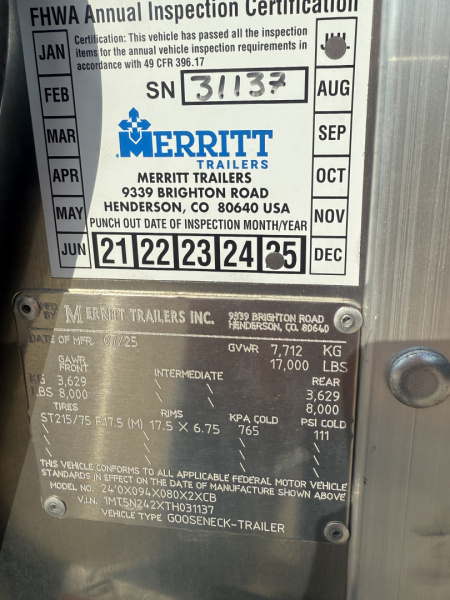 FHWA Annual Inspection Certification
Certification: This vehicle has passed all the inspection
items for the annual vehicle inspection requirements in
accordance with 49 CFR 396.17
JAN
FEB
MAR
APR
MAY
JUN
JUL
AUG
SEP
OCT
NOV
DEC
SN 31137
MERRITT
TRAILERS
MERRITT TRAILERS
9339 BRIGHTON ROAD
HENDERSON, CO 80640 USA
PUNCH OUT DATE OF INSPECTION MONTH/YEAR
21 22 23 24 25
BY MERRITT TRAILERS INC. 9339 BRIGHTON ROAD
HENDERSON, CO. 80640
DATE OF MFR. 07/25 GVWR 7,712 KG
17,000 LBS
GAWR
FRONT INTERMEDIATE REAR
KG 3,629 \ \ 3,629
LBS 8,000 \ \ 8,000
TIRES RIMS KPA COLD PSI COLD
ST215/75 R17.5 (M) 17.5 X 6.75 765 111
\ \ \ \
\ \ \ \
\ \ \ \
THIS VEHICLE CONFORMS TO ALL APPLICABLE FEDERAL MOTOR VEHICLE
STANDARDS IN EFFECT ON THE DATE OF MANUFACTURE SHOWN ABOVE
MODEL NO. 24'0X094X080X2XCB
V.I.N. 1MT5N242XTH031137
VEHICLE TYPE GOOSENECK-TRAILER